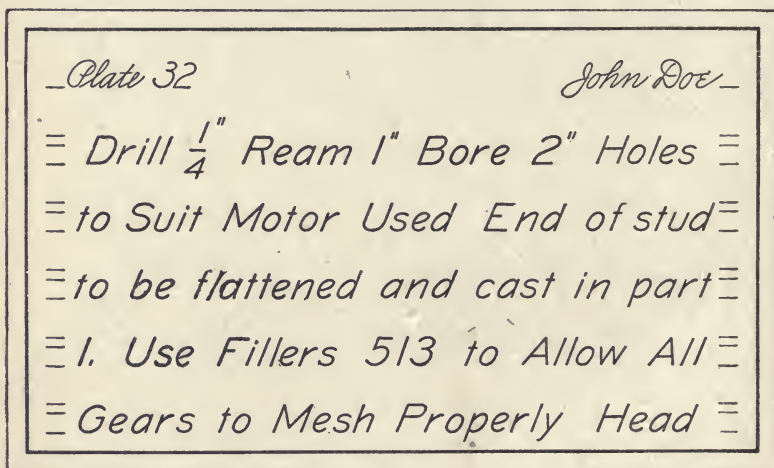 Plate 32 John Doe
Drill 1/4" Ream 1" Bore 2" Holes
to Suit Motor Used End of stud
to be flattened and cast in part
1. Use Fillers 513 to Allow All
Gears to Mesh Properly Head